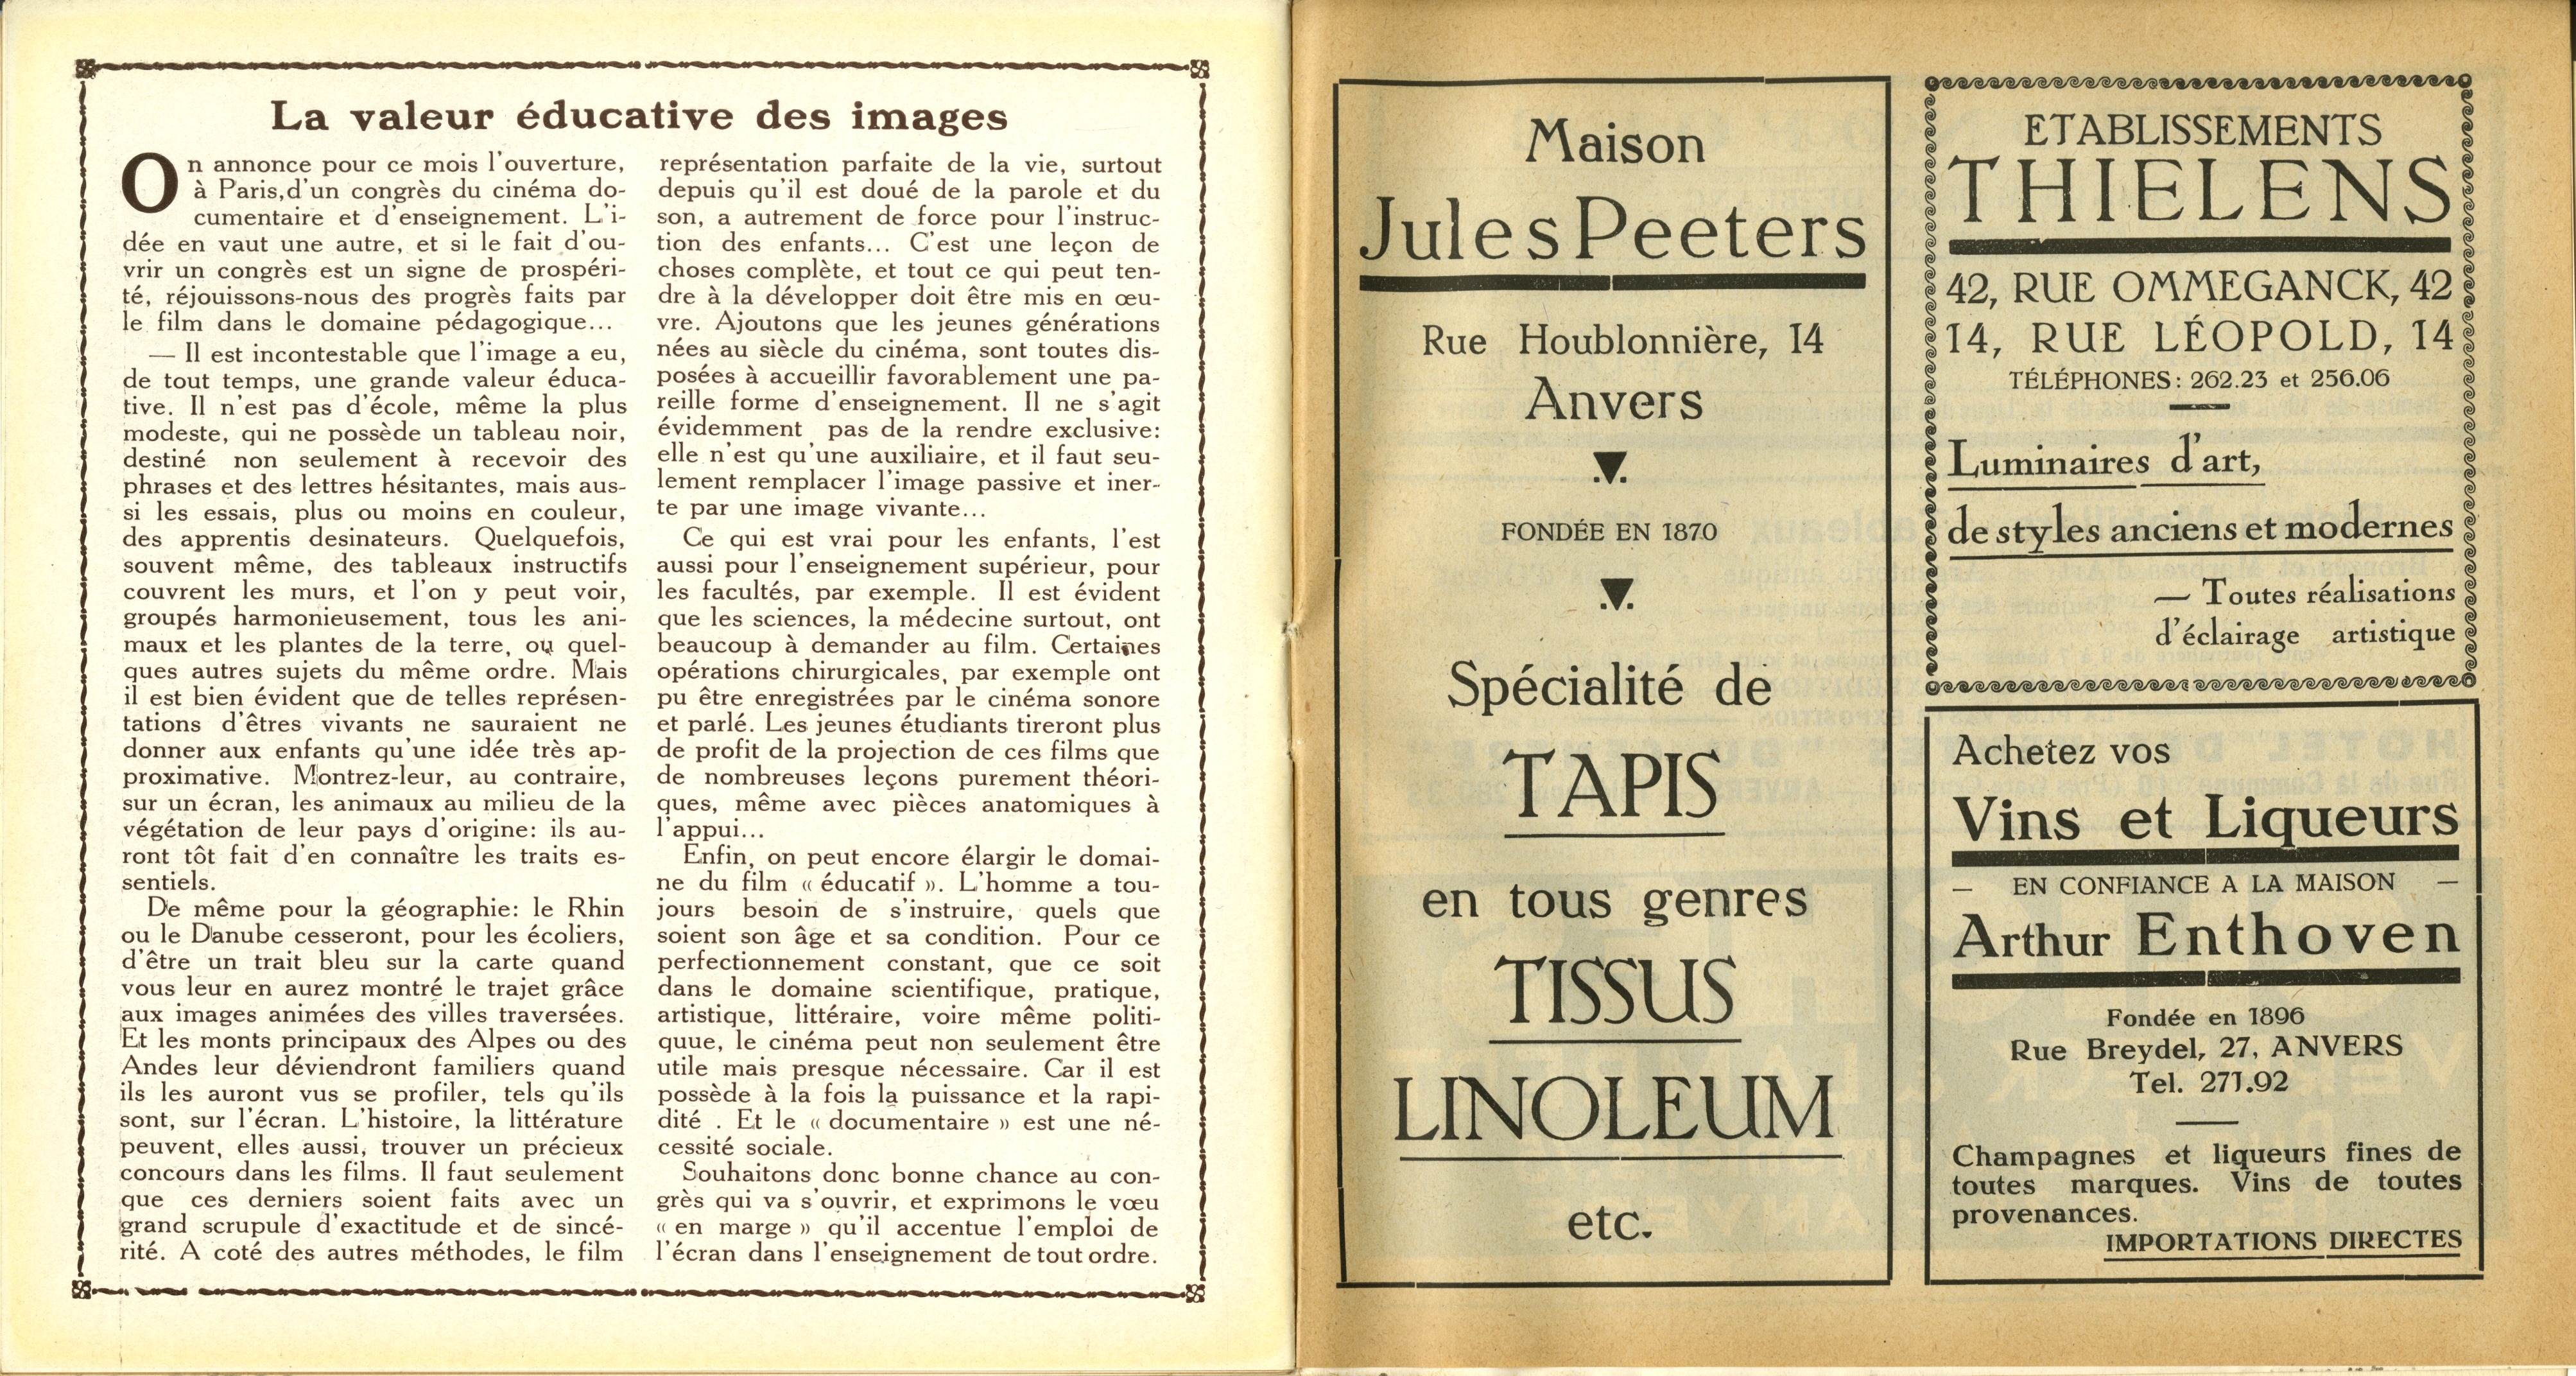 La valeur éducative des images
On annonce pour ce mois l'ouverture,
à Paris,d'un congrès du cinéma do-
cumentaire et d'enseignement. L'i-
dée en vaut une autre, et si le fait d'ou-
vrir un congrès est un signe de prospéri-
té, réjouissons-nous des progrès faits par
le film dans le domaine pédagogique...
— Il est incontestable que l'image a eu,
de tout temps, une grande valeur éduca-
tive. Il n'est pas d'école, même la plus
modeste, qui ne possède un tableau noir,
destiné non seulement à recevoir des
phrases et des lettres hésitantes, mais aus-
si les essais, plus ou moins en couleur,
des apprentis desinateurs. Quelquefois,
souvent même, des tableaux instructifs
couvrent les murs, et l'on y peut voir,
groupés harmonieusement, tous les ani-
maux et les plantes de la terre, ou quel-
ques autres sujets du même ordre. Mais
il est bien évident que de telles représen-
tations d'êtres vivants ne sauraient ne
donner aux enfants qu'une idée très ap-
proximative. Montrez-leur, au contraire,
sur un écran, les animaux au milieu de la
végétation de leur pays d'origine: ils au-
ront tôt fait d'en connaître les traits es-
sentiels.
De même pour la géographie: le Rhin
ou le Danube cesseront, pour les écoliers,
d'être un trait bleu sur la carte quand
vous leur en aurez montré le trajet grâce
aux images animées des villes traversées.
Et les monts principaux des Alpes ou des
Andes leur déviendront familiers quand
ils les auront vus se profiler, tels qu'ils
sont, sur l'écran. L'histoire, la littérature
peuvent, elles aussi, trouver un précieux
concours dans les films. Il faut seulement
que ces derniers soient faits avec un
grand scrupule d'exactitude et de sincé-
rité. A coté des autres méthodes, le film
représentation parfaite de la vie, surtout
depuis qu'il est doué de la parole et du
son, a autrement de force pour l'instruc-
tion des enfants... C'est une leçon de
choses complète, et tout ce qui peut ten-
dre à la développer doit être mis en œu-
vre. Ajoutons que les jeunes générations
nées au siècle du cinéma, sont toutes dis-
posées à accueillir favorablement une pa-
reille forme d'enseignement. Il ne s'agit
évidemment pas de la rendre exclusive:
elle n'est qu'une auxiliaire, et il faut seu-
lement remplacer l'image passive et iner-
te par une image vivante...
Ce qui est vrai pour les enfants, l'est
aussi pour l'enseignement supérieur, pour
les facultés, par exemple. Il est évident
que les sciences, la médecine surtout, ont
beaucoup à demander au film. Certaines
opérations chirurgicales, par exemple ont
pu être enregistrées par le cinéma sonore
et parlé. Les jeunes étudiants tireront plus
de profit de la projection de ces films que
de nombreuses leçons purement théori-
ques, même avec pièces anatomiques à
l'appui...
Enfin, on peut encore élargir le domai-
ne du film « éducatif ». L'homme a tou-
jours besoin de s'instruire, quels que
soient son âge et sa condition. Pour ce
perfectionnement constant, que ce soit
dans le domaine scientifique, pratique,
artistique, littéraire, voire même politi-
quue, le cinéma peut non seulement être
utile mais presque nécessaire. Car il est
possède à la fois la puissance et la rapi-
dité . Et le « documentaire » est une né-
cessité sociale.
Souhaitons donc bonne chance au con-
grès qui va s'ouvrir, et exprimons le vœu
« en marge » qu'il accentue l'emploi de
l'écran dans l'enseignement de tout ordre.
Maison
Jules Peeters
Rue Houblonnière, 14
Anvers
FONDÉE EN 1870
Spécialité de
TAPIS
en tous genres
TISSUS
LINOLEUM
etc.
ETABLISSEMENTS
THIELENS
42, RUE OMMEGANCK, 42
14, RUE LÉOPOLD, 14
TÉLÉPHONES: 262.23 et 256.06
Luminaires d'art,
de styles anciens et modernes
— Toutes réalisations
d'éclairage artistique
Achetez vos
Vins et Liqueurs
— EN CONFIANCE A LA MAISON —
Arthur Enthoven
Fondée en 1896
Rue Breydel, 27, ANVERS
Tel. 271.92
Champagnes et liqueurs fines de
toutes marques. Vins de toutes
provenances.
IMPORTATIONS DIRECTES